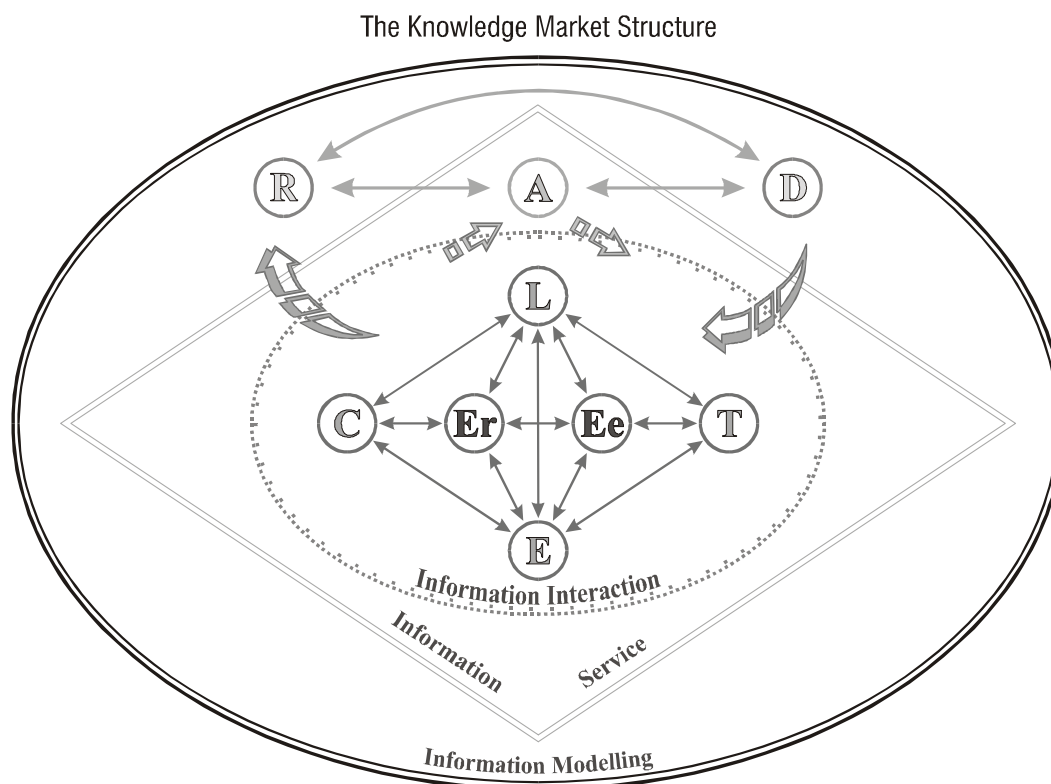 The Knowledge Market Structure
R
A
D
L
C
Er
Ee
T
E
Information Interaction
Information
Service
Information Modelling